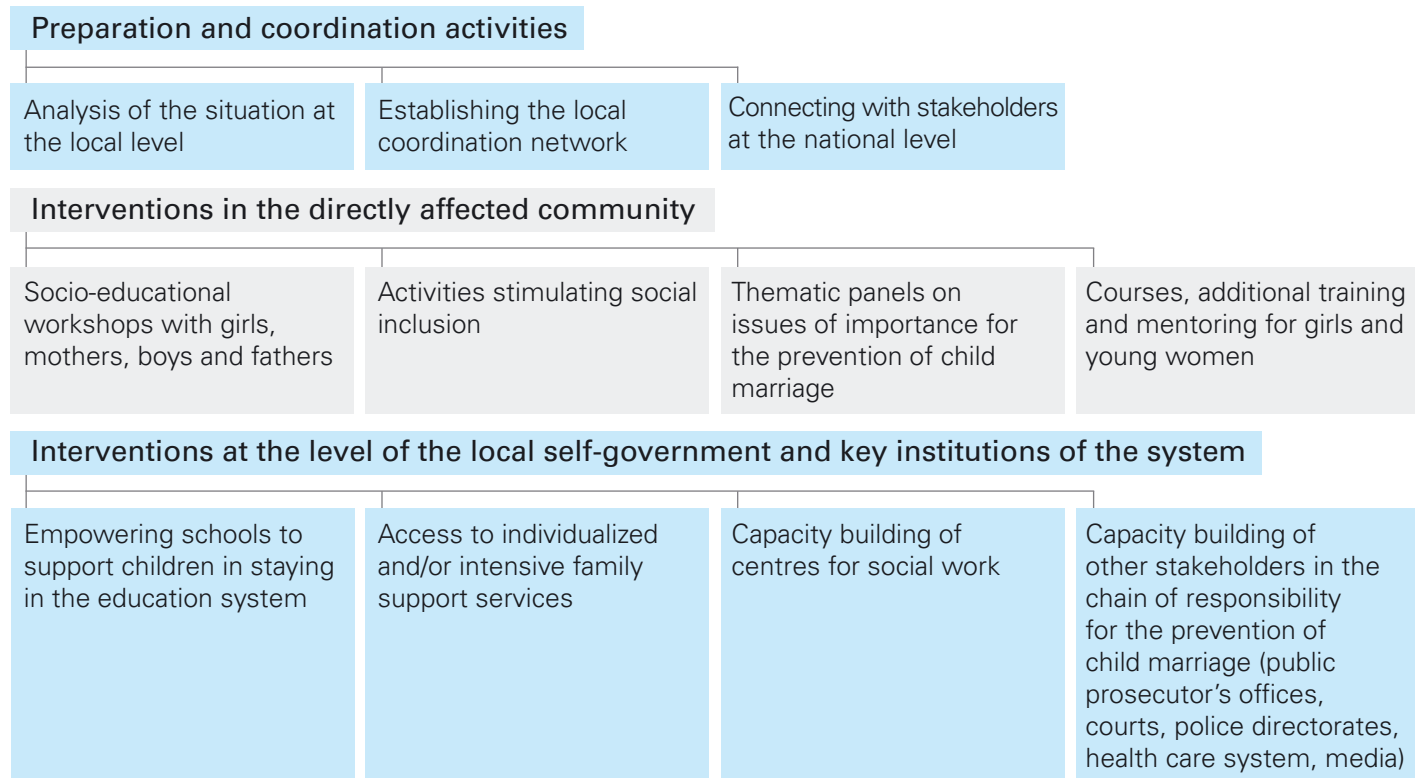 Preparation and coordination activities
Analysis of the situation at
the local level
Establishing the local
coordination network
Connecting with stakeholders
at the national level
Interventions in the directly affected community
Socio-educational
workshops with girls,
mothers, boys and fathers
Activities stimulating social
inclusion
Thematic panels on
issues of importance for
the prevention of child
marriage
Courses, additional training
and mentoring for girls and
young women
Interventions at the level of the local self-government and key institutions of the system
Empowering schools to
support children in staying
in the education system
Access to individualized
and/or intensive family
support services
Capacity building of
centres for social work
Capacity building of
other stakeholders in the
chain of responsibility
for the prevention of
child marriage (public
prosecutor’s offices,
courts, police directorates,
health care system, media)